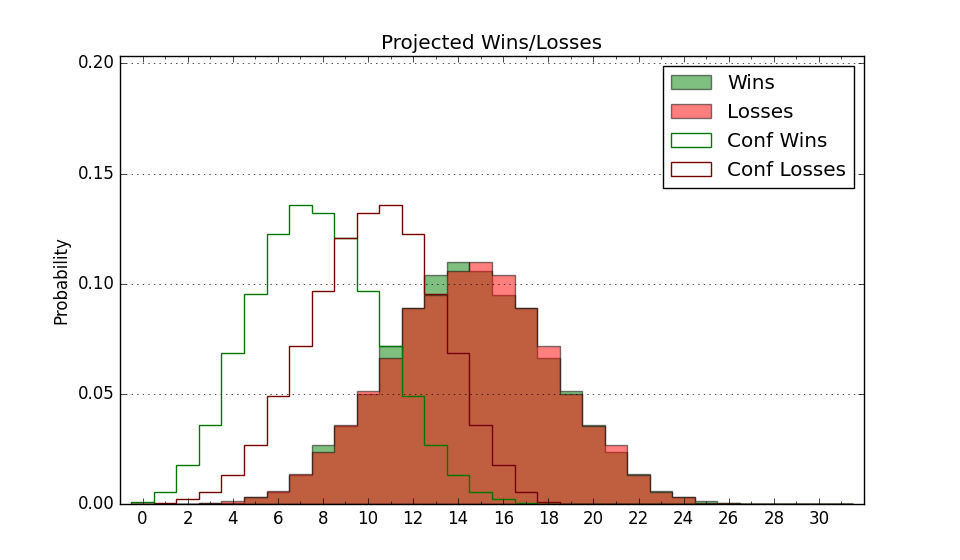 Projected Wins/Losses
0.20
0.15
0.10
0.05
0.00
Probability
Wins
Losses
Conf Wins
Conf Losses
0 2 4 6 8 10 12 14 16 18 20 22 24 26 28 30